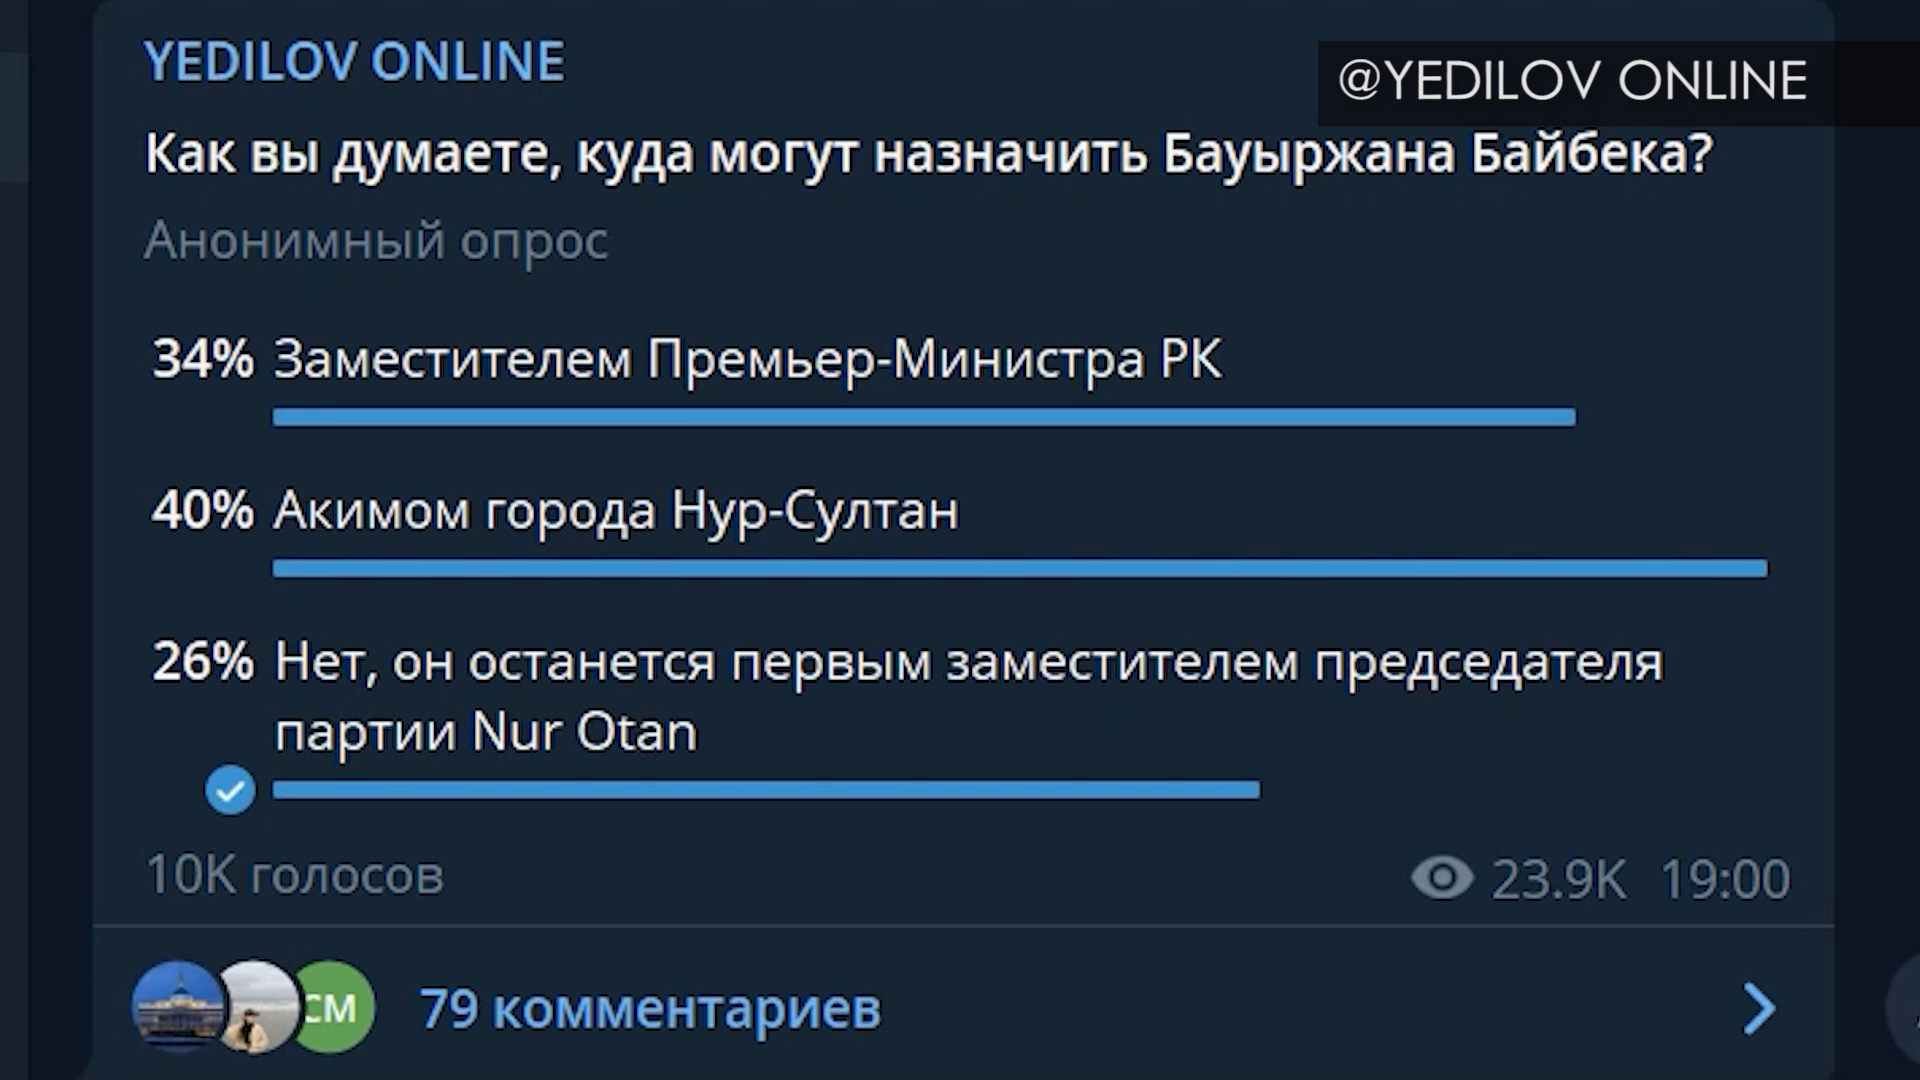 YEDILOV ONLINE
@YEDILOV ONLINE
Как вы думаете, куда могут назначить Бауыржана Байбека?
Анонимный опрос
34% Заместителем Премьер-Министра РК
40% Акимом города Нур-Султан
26% Нет, он останется первым заместителем председателя
партии Nur Otan
10K голосов
23.9K 19:00
СМ
79 комментариев